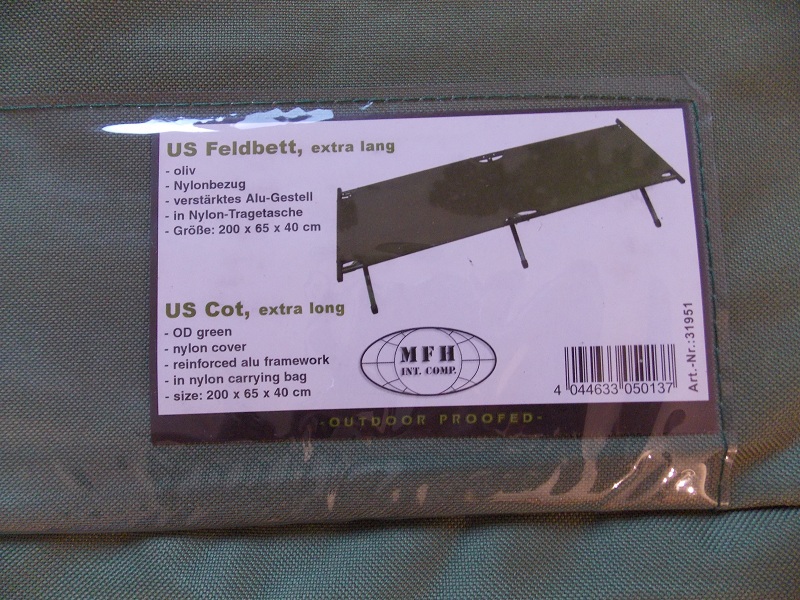 US Feldbett, extra lang
- oliv
- Nylonbezug
- verstärktes Alu-Gestell
- in Nylon-Tragetasche
- Größe: 200 x 65 x 40 cm
US Cot, extra long
- OD green
- nylon cover
- reinforced alu framework
- in nylon carrying bag
- size: 200 x 65 x 40 cm
MFH
INT. COMP.
4 044633 050137
Art.-Nr.:31951
-OUTDOOR PROOFED-